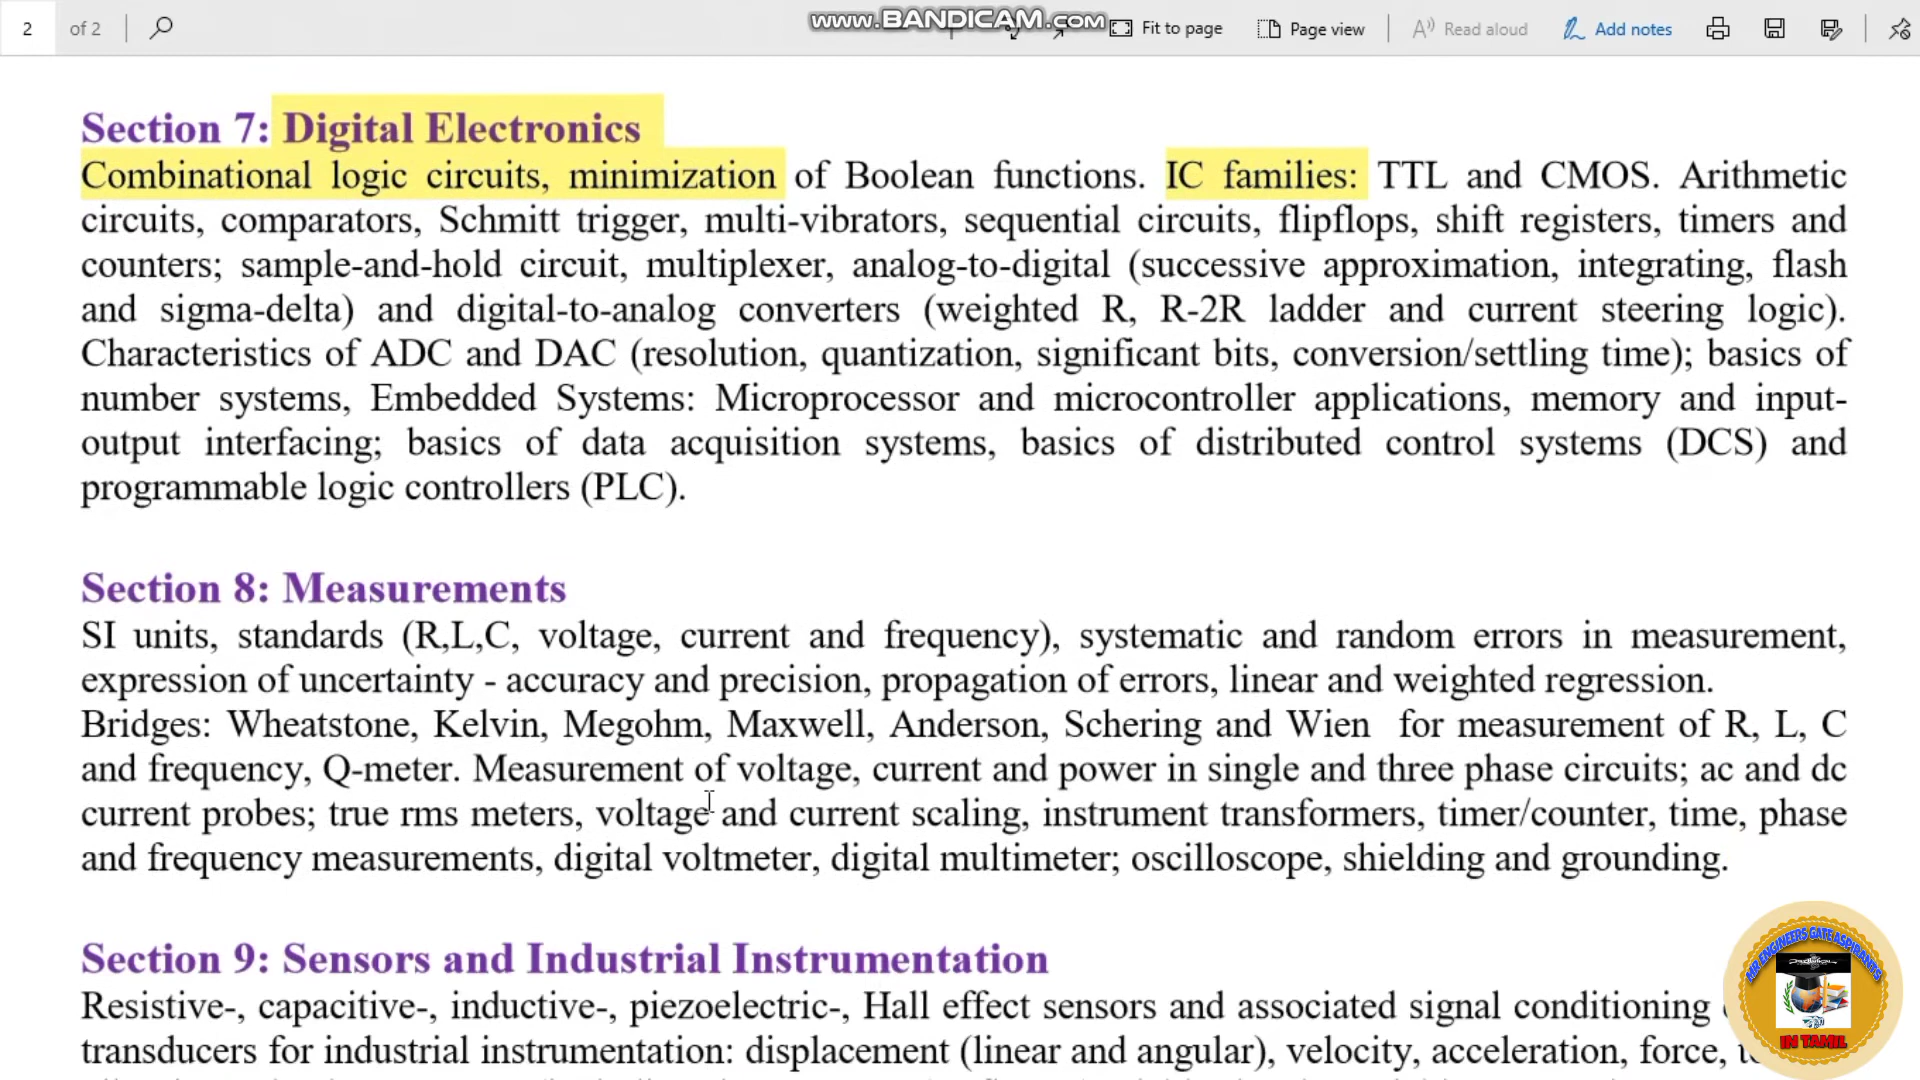 2 of 2
www.BANDICAM.com
Fit to page
Page view
Read aloud
Add notes
Section 7: Digital Electronics
Combinational logic circuits, minimization of Boolean functions. IC families: TTL and CMOS. Arithmetic
circuits, comparators, Schmitt trigger, multi-vibrators, sequential circuits, flipflops, shift registers, timers and
counters; sample-and-hold circuit, multiplexer, analog-to-digital (successive approximation, integrating, flash
and sigma-delta) and digital-to-analog converters (weighted R, R-2R ladder and current steering logic).
Characteristics of ADC and DAC (resolution, quantization, significant bits, conversion/settling time); basics of
number systems, Embedded Systems: Microprocessor and microcontroller applications, memory and input-
output interfacing; basics of data acquisition systems, basics of distributed control systems (DCS) and
programmable logic controllers (PLC).
Section 8: Measurements
SI units, standards (R,L,C, voltage, current and frequency), systematic and random errors in measurement,
expression of uncertainty - accuracy and precision, propagation of errors, linear and weighted regression.
Bridges: Wheatstone, Kelvin, Megohm, Maxwell, Anderson, Schering and Wien for measurement of R, L, C
and frequency, Q-meter. Measurement of voltage, current and power in single and three phase circuits; ac and dc
current probes; true rms meters, voltage and current scaling, instrument transformers, timer/counter, time, phase
and frequency measurements, digital voltmeter, digital multimeter; oscilloscope, shielding and grounding.
Section 9: Sensors and Industrial Instrumentation
Resistive-, capacitive-, inductive-, piezoelectric-, Hall effect sensors and associated signal conditioning
transducers for industrial instrumentation: displacement (linear and angular), velocity, acceleration, force,
MR ENGINEERS GATE ASPIRANTS
IN TAMIL